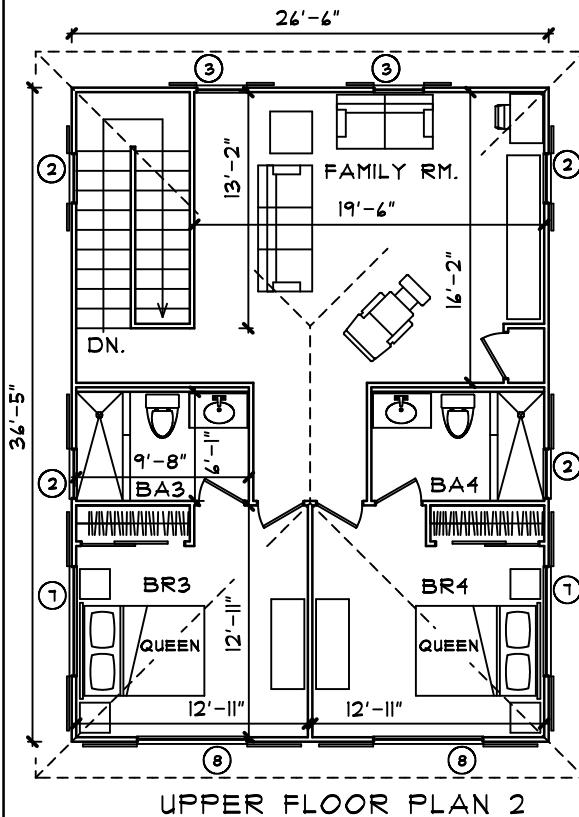 26'-6"
3
3
2
2
FAMILY RM.
13'-2"
19'-6"
16'-2"
DN.
36'-5"
9'-8"
6'-1"
BA3
BA4
2
2
BR3
BR4
7
7
QUEEN
QUEEN
12'-11"
12'-11"
12'-11"
8
8
UPPER FLOOR PLAN 2